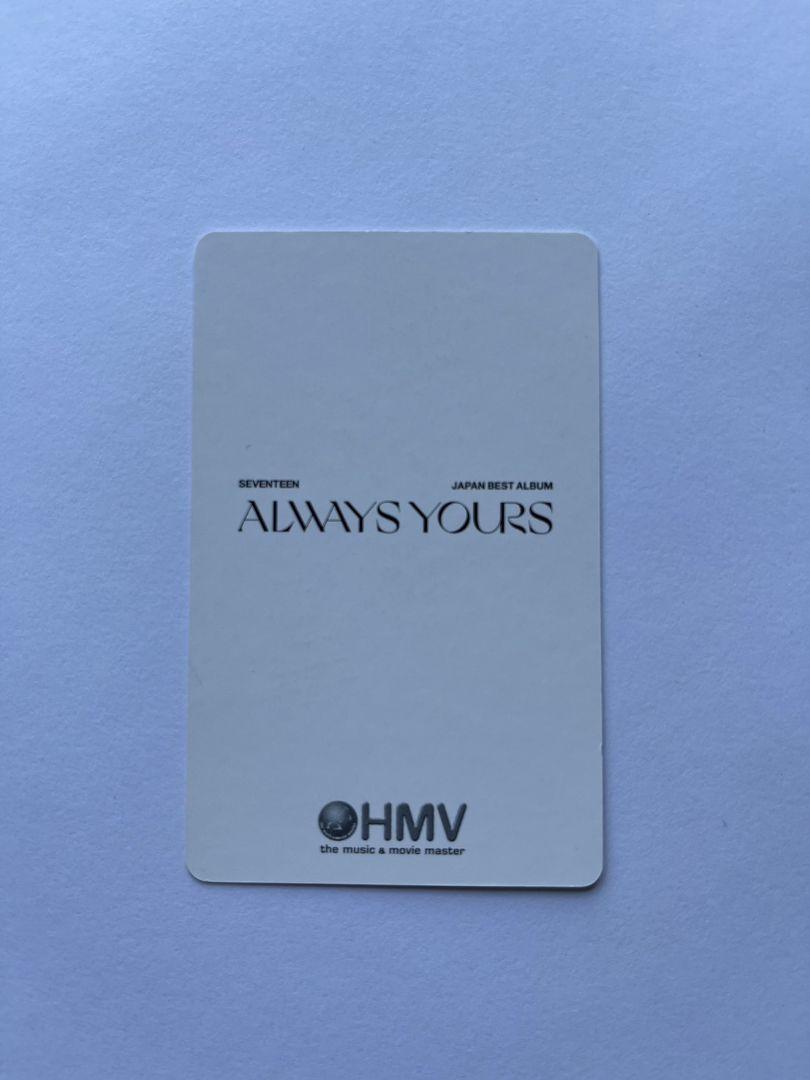 SEVENTEEN JAPAN BEST ALBUM
ALWAYS YOURS
HMV
the music & movie master